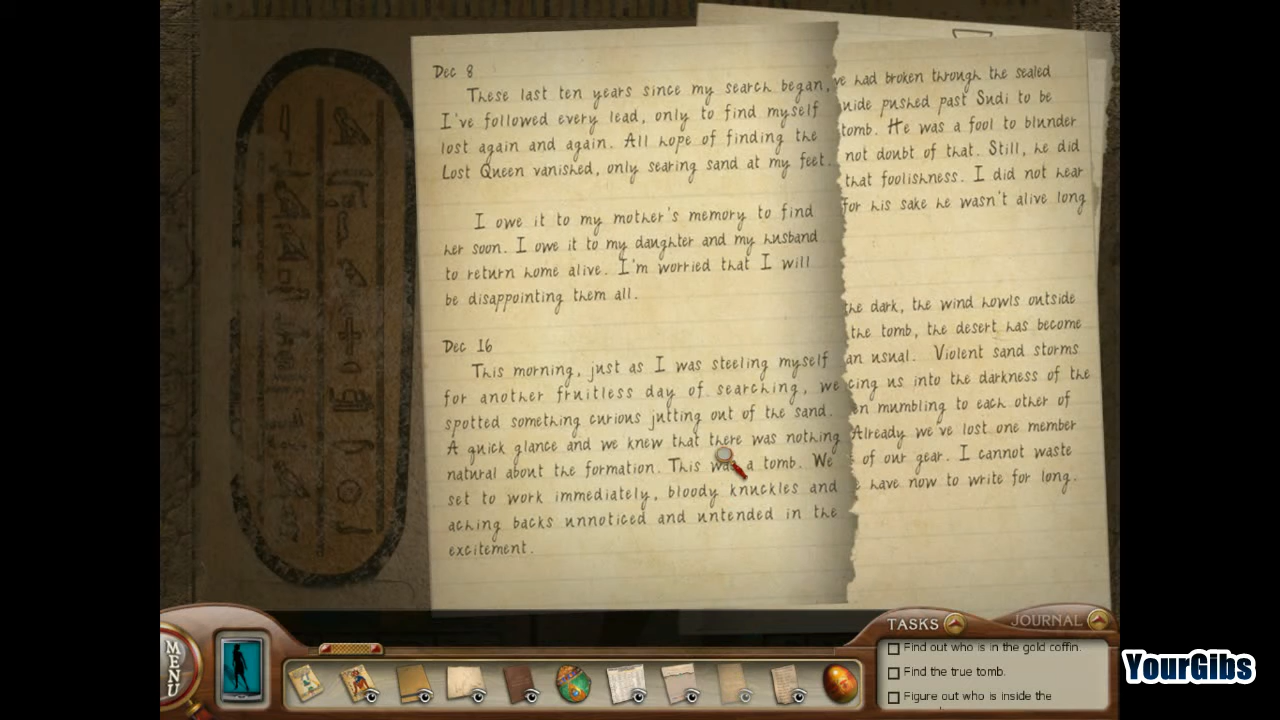 Dec 8
These last ten years since my search began,
I've followed every lead, only to find myself
lost again and again. All hope of finding the
Lost Queen vanished, only searing sand at my feet.
I owe it to my mother's memory to find
her soon. I owe it to my daughter and my husband
to return home alive. I'm worried that I will
be disappointing them all.
Dec 16
This morning, just as I was steeling myself
for another fruitless day of searching, we
spotted something curious jutting out of the sand.
A quick glance and we knew that there was nothing
natural about the formation. This was a tomb. We
set to work immediately, bloody knuckles and
aching backs unnoticed and untended in the
excitement.
had broken through the sealed
pushed past Sudi to be
tomb. He was a fool to blunder
not doubt of that. Still, he did
that foolishness. I did not hear
for his sake he wasn't alive long
the dark, the wind howls outside
the tomb, the desert has become
an usual. Violent sand storms
cing us into the darkness of the
en mumbling to each other of
Already we've lost one member
of our gear. I cannot waste
have now to write for long.
MENU
TASKS
JOURNAL
Find out who is in the gold coffin.
Find the true tomb.
Figure out who is inside the
YourGibs